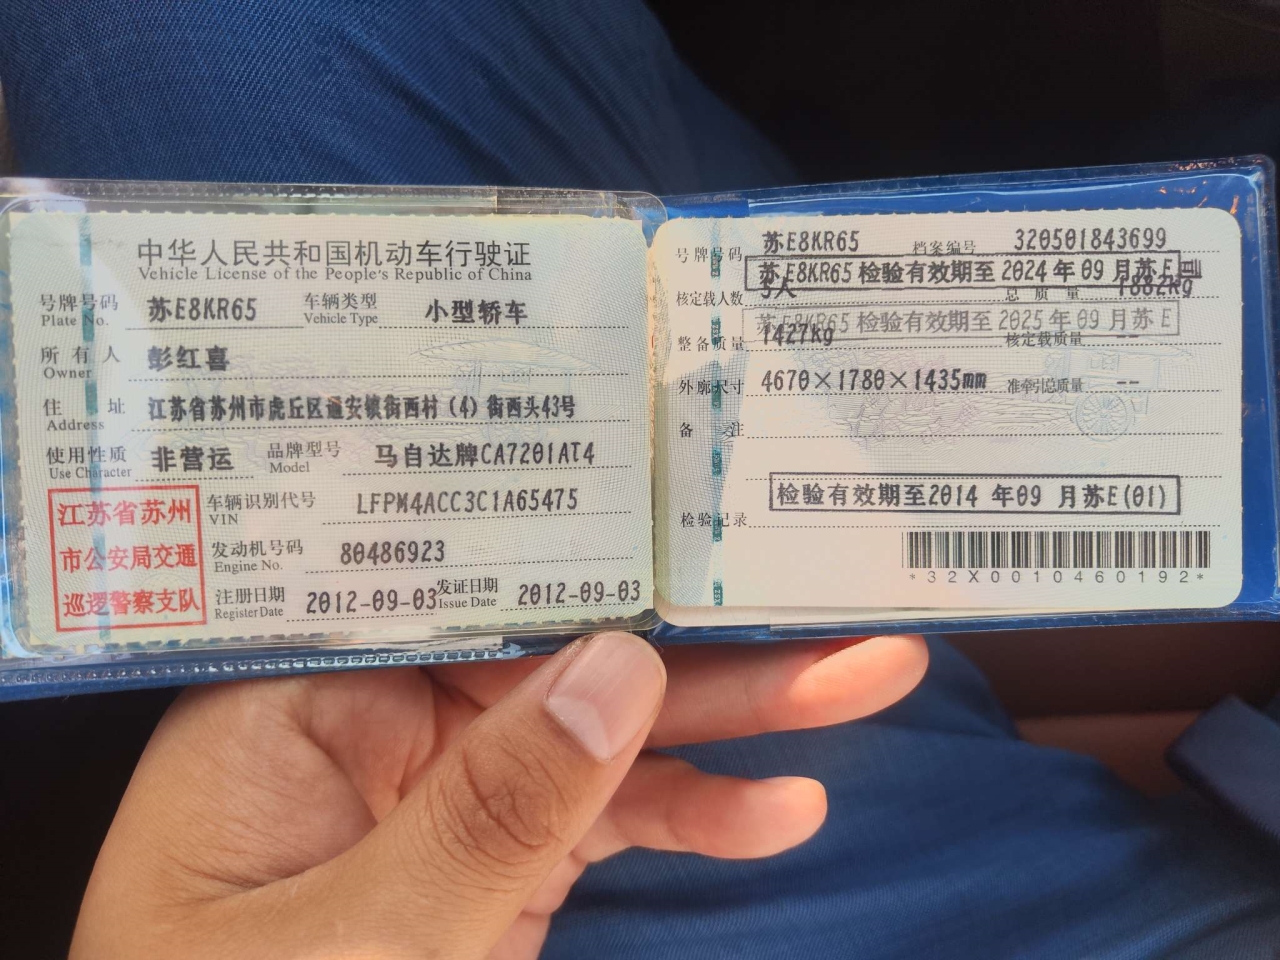 中华人民共和国机动车行驶证
Vehicle License of the People's Republic of China
号牌号码 苏E8KR65 车辆类型 小型轿车
Plate No. Vehicle Type
所有人 彭红喜
Owner
住址 江苏省苏州市虎丘区通安镇街西村(4)街西头43号
Address
使用性质 非营运 品牌型号 马自达牌CA7201AT4
Use Character Model
江苏省苏州
市公安局交通
巡逻警察支队
车辆识别代号 LFPM4ACC3C1A65475
VIN
发动机号码 80486923
Engine No.
注册日期 2012-09-03 发证日期 2012-09-03
Register Date Issue Date
号牌号码 苏E8KR65 档案编号 320501843699
苏E8KR65 检验有效期至 2024 年 09 月苏E
核定载人数 5人 总质量 1882kg
苏E8KR65 检验有效期至 2025 年 09 月苏E
整备质量 1427kg 核定载质量 --
外廓尺寸 4670×1780×1435mm 准牵引总质量 --
备注
检验有效期至2014 年09 月苏E(01)
检验记录
*32X0010460192*